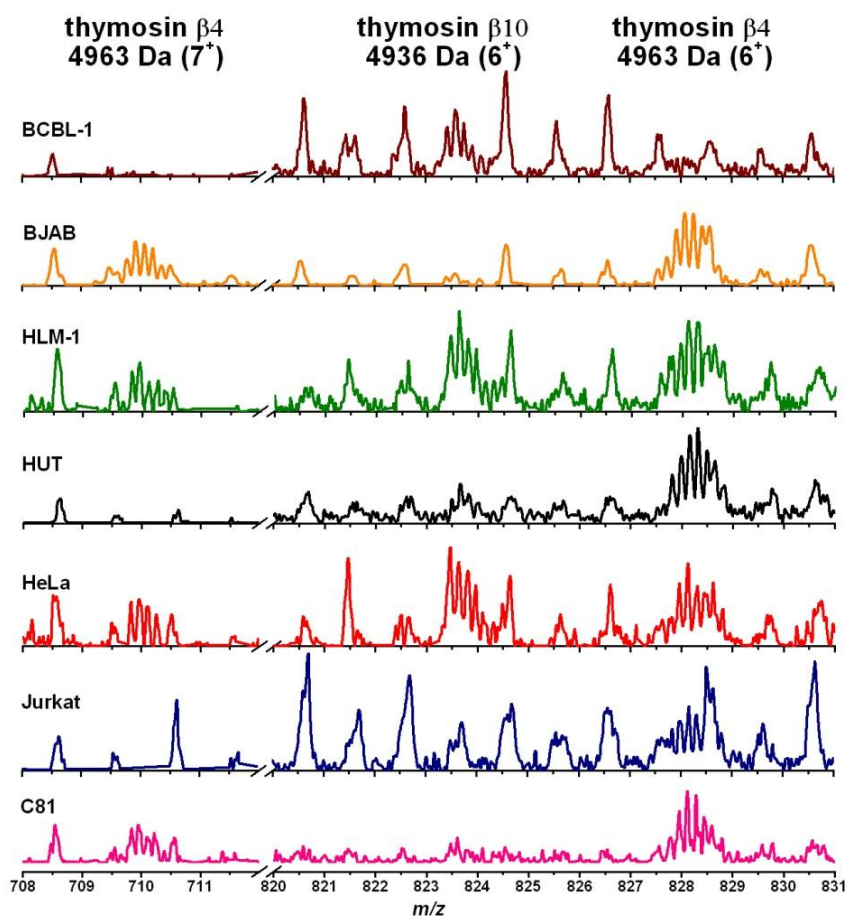 thymosin β4 thymosin β10 thymosin β4
4963 Da (7⁺) 4936 Da (6⁺) 4963 Da (6⁺)
BCBL-1
BJAB
HLM-1
HUT
HeLa
Jurkat
C81
708 709 710 711 820 821 822 823 824 825 826 827 828 829 830 831
m/z